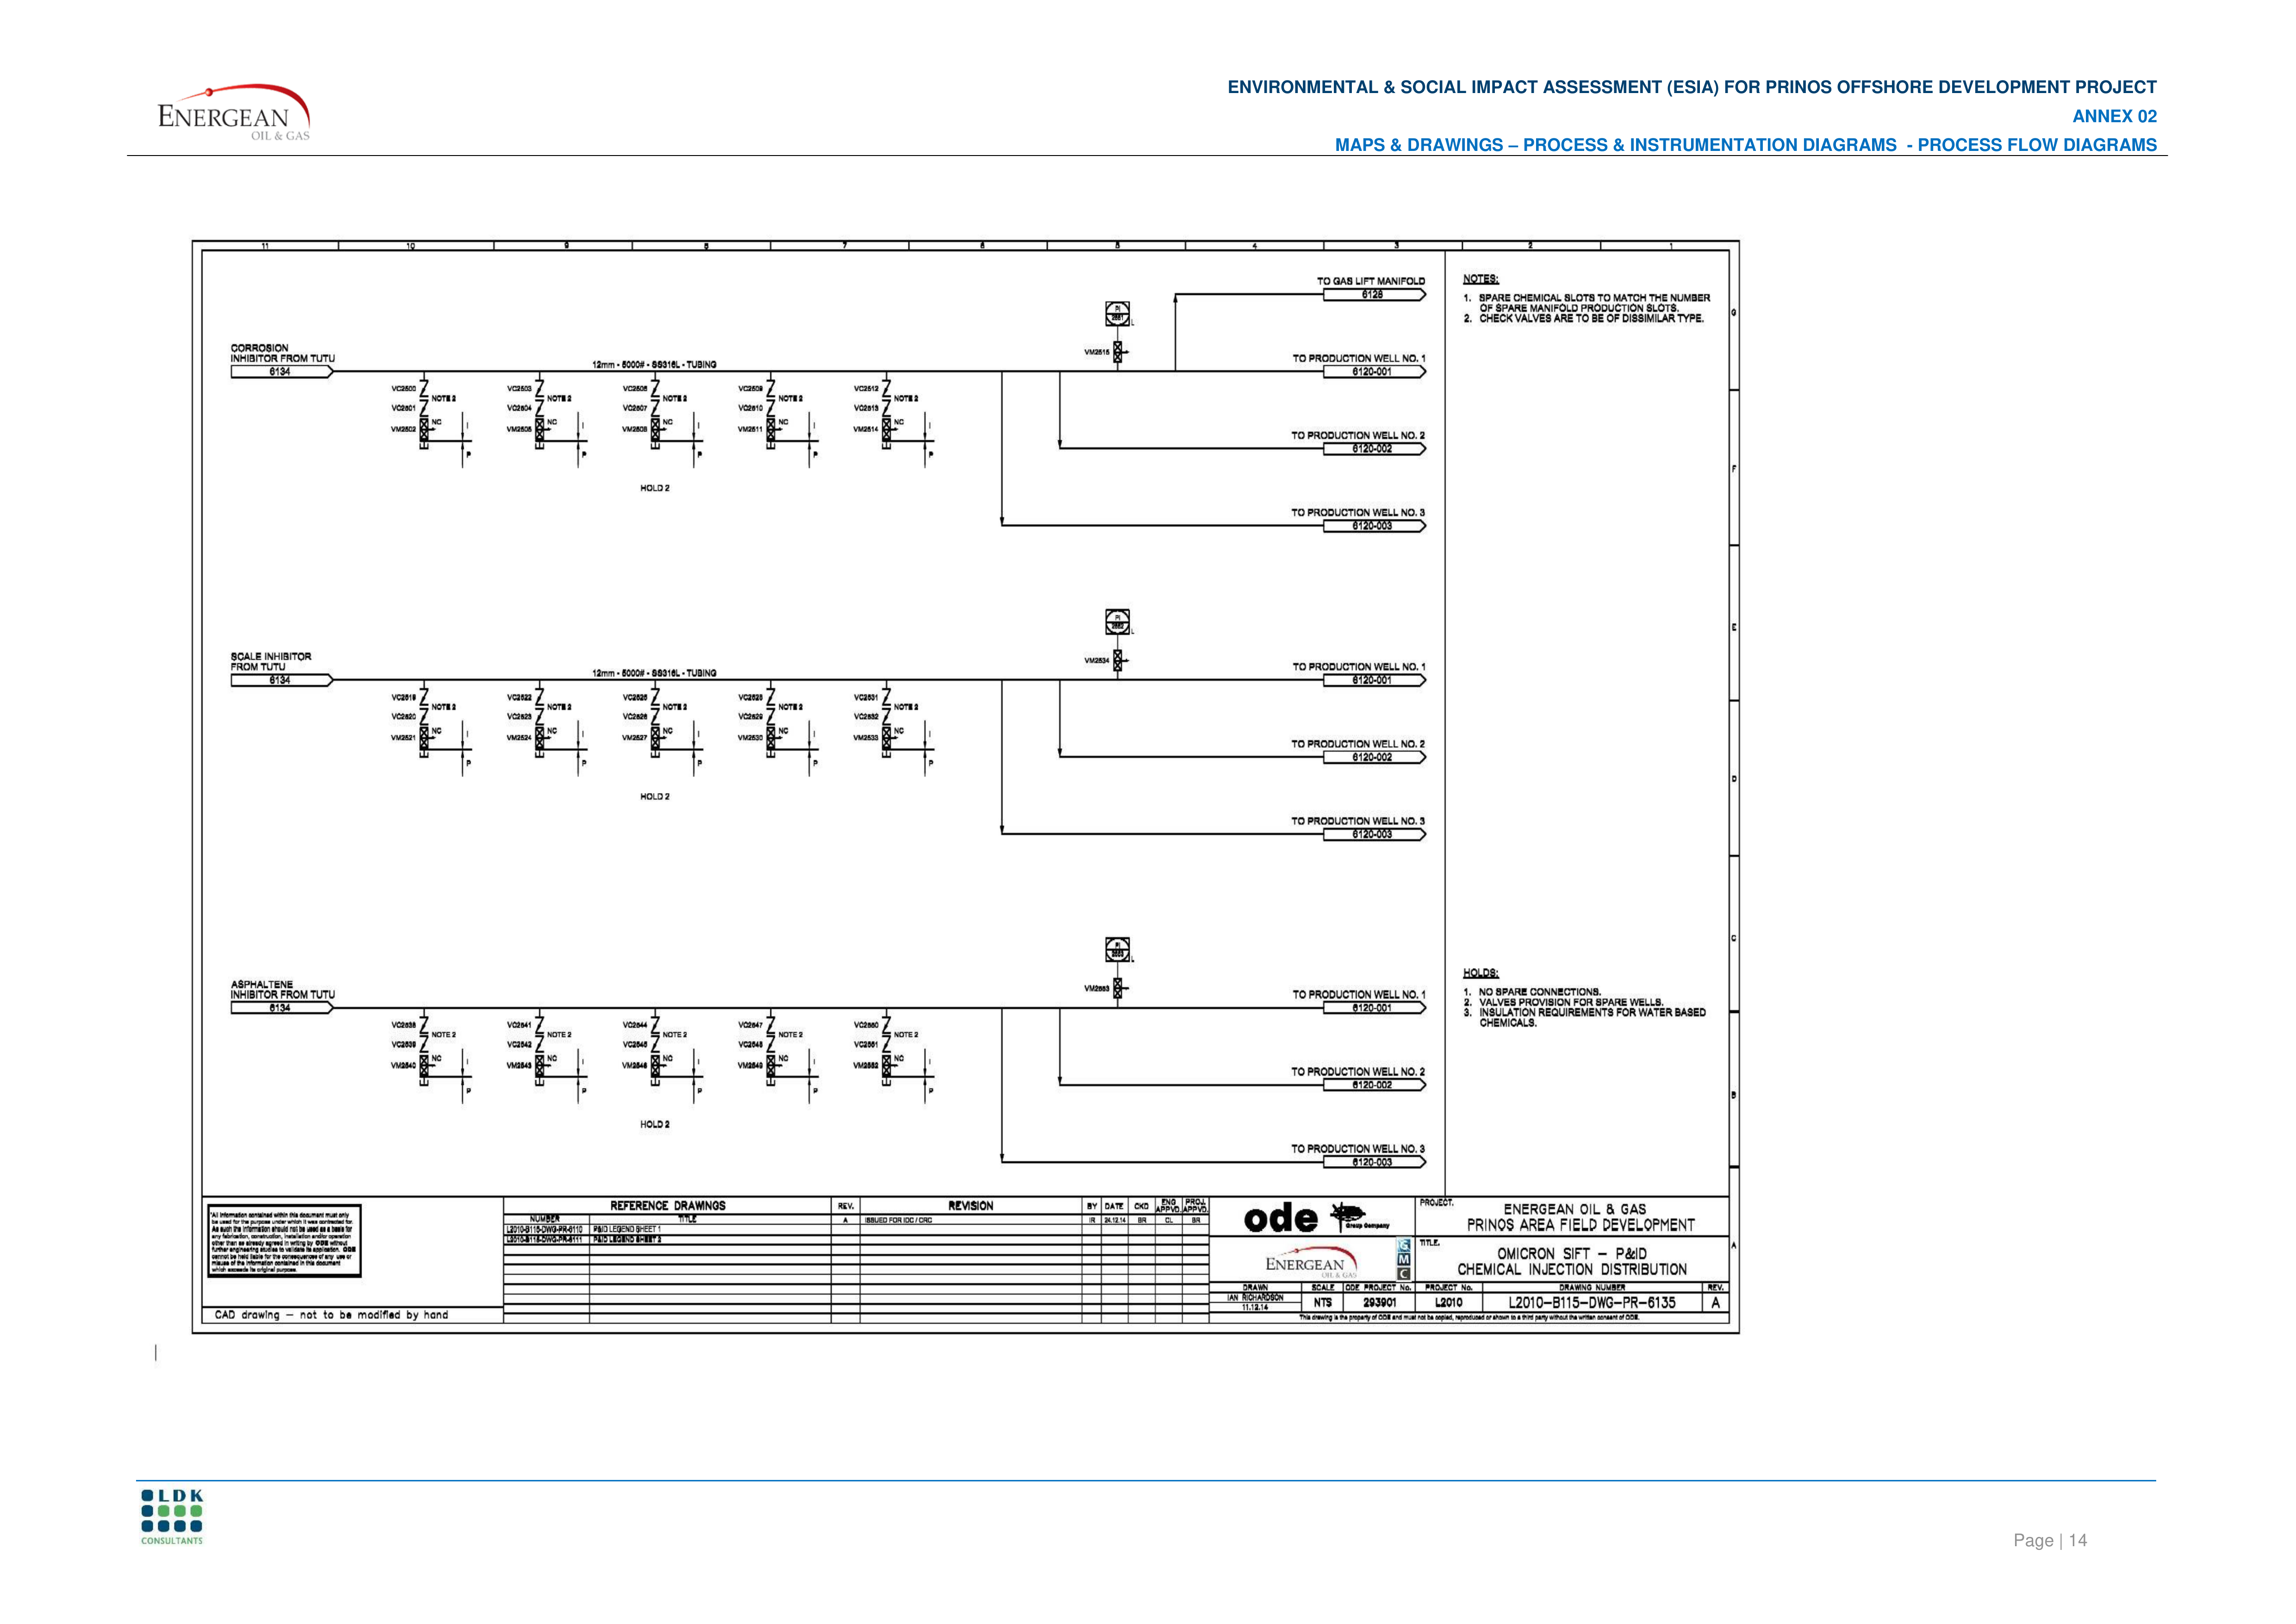 ENERGEAN
OIL & GAS
ENVIRONMENTAL & SOCIAL IMPACT ASSESSMENT (ESIA) FOR PRINOS OFFSHORE DEVELOPMENT PROJECT
ANNEX 02
MAPS & DRAWINGS – PROCESS & INSTRUMENTATION DIAGRAMS - PROCESS FLOW DIAGRAMS
11 10 9 8 7 6 5 4 3 2 1
TO GAS LIFT MANIFOLD
6128
NOTES:
1. SPARE CHEMICAL SLOTS TO MATCH THE NUMBER
OF SPARE MANIFOLD PRODUCTION SLOTS.
2. CHECK VALVES ARE TO BE OF DISSIMILAR TYPE.
G
PI
L
VM2515
CORROSION
INHIBITOR FROM TUTU
6134
12mm - 5000# - SS316L - TUBING
TO PRODUCTION WELL NO. 1
6120-001
VC2500 VC2503 VC2506 VC2509 VC2512
NOTE 2 NOTE 2 NOTE 2 NOTE 2 NOTE 2
VC2501 VC2504 VC2507 VC2510 VC2513
NC NC NC NC NC
VM2502 VM2505 VM2508 VM2511 VM2514
I I I I I
P P P P P
TO PRODUCTION WELL NO. 2
6120-002
F
HOLD 2
TO PRODUCTION WELL NO. 3
6120-003
E
PI
L
VM2534
SCALE INHIBITOR
FROM TUTU
6134
12mm - 5000# - SS316L - TUBING
TO PRODUCTION WELL NO. 1
6120-001
VC2519 VC2522 VC2525 VC2528 VC2531
NOTE 2 NOTE 2 NOTE 2 NOTE 2 NOTE 2
VC2520 VC2523 VC2526 VC2529 VC2532
NC NC NC NC NC
VM2521 VM2524 VM2527 VM2530 VM2533
I I I I I
P P P P P
TO PRODUCTION WELL NO. 2
6120-002
D
HOLD 2
TO PRODUCTION WELL NO. 3
6120-003
C
PI
L
VM2553
ASPHALTENE
INHIBITOR FROM TUTU
6134
TO PRODUCTION WELL NO. 1
6120-001
HOLDS:
1. NO SPARE CONNECTIONS.
2. VALVES PROVISION FOR SPARE WELLS.
3. INSULATION REQUIREMENTS FOR WATER BASED
CHEMICALS.
VC2538 VC2541 VC2544 VC2547 VC2550
NOTE 2 NOTE 2 NOTE 2 NOTE 2 NOTE 2
VC2539 VC2542 VC2545 VC2548 VC2551
NC NC NC NC NC
VM2540 VM2543 VM2546 VM2549 VM2552
I I I I I
P P P P P
TO PRODUCTION WELL NO. 2
6120-002
B
HOLD 2
TO PRODUCTION WELL NO. 3
6120-003
"All information contained within this document must only
be used for the purpose under which it was contracted for.
As such the information should not be used as a basis for
any fabrication, construction, installation and/or operation
other than as already agreed in writing by ODE without
further engineering studies to validate its application. ODE
cannot be held liable for the consequences of any use or
misuse of the information contained in this document
which exceeds its original purpose.
CAD drawing – not to be modified by hand
REFERENCE DRAWINGS
NUMBER TITLE
L2010-B115-DWG-PR-6110 P&ID LEGEND SHEET 1
L2010-B115-DWG-PR-6111 P&ID LEGEND SHEET 2
REV. REVISION BY DATE CKD ENG APPVD. PROJ. APPVD.
A ISSUED FOR IDC / CRC IR 24.12.14 BR CL BR
ode
Group Company
ENERGEAN
OIL & GAS
G
M
C
PROJECT.
ENERGEAN OIL & GAS
PRINOS AREA FIELD DEVELOPMENT
TITLE.
OMICRON SIFT – P&ID
CHEMICAL INJECTION DISTRIBUTION
A
DRAWN SCALE ODE PROJECT No. PROJECT No. DRAWING NUMBER REV.
IAN RICHARDSON
11.12.14
NTS 293901 L2010 L2010–B115–DWG–PR–6135 A
This drawing is the property of ODE and must not be copied, reproduced or shown to a third party without the written consent of ODE.
LDK
CONSULTANTS
Page | 14